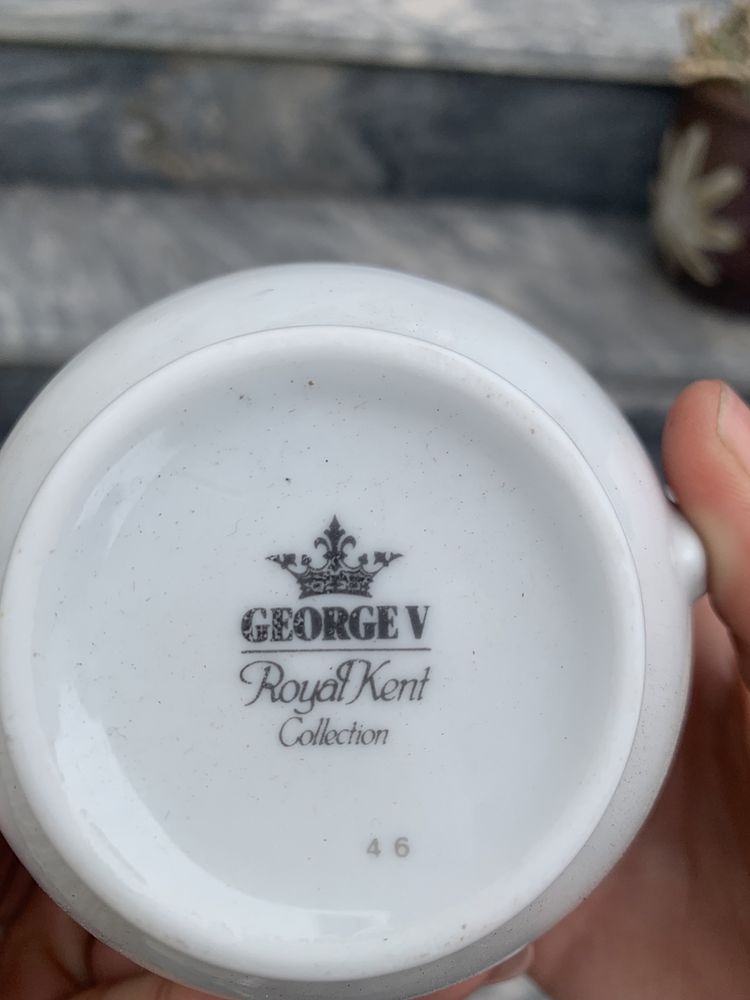 GEORGE V
Royal Kent
Collection
46